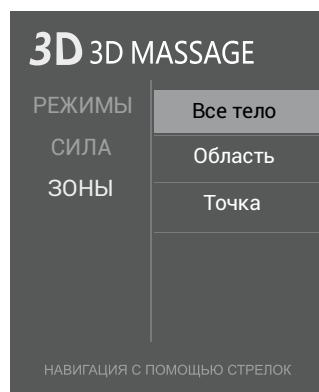 3D 3D MASSAGE
РЕЖИМЫ
СИЛА
ЗОНЫ
Все тело
Область
Точка
НАВИГАЦИЯ С ПОМОЩЬЮ СТРЕЛОК